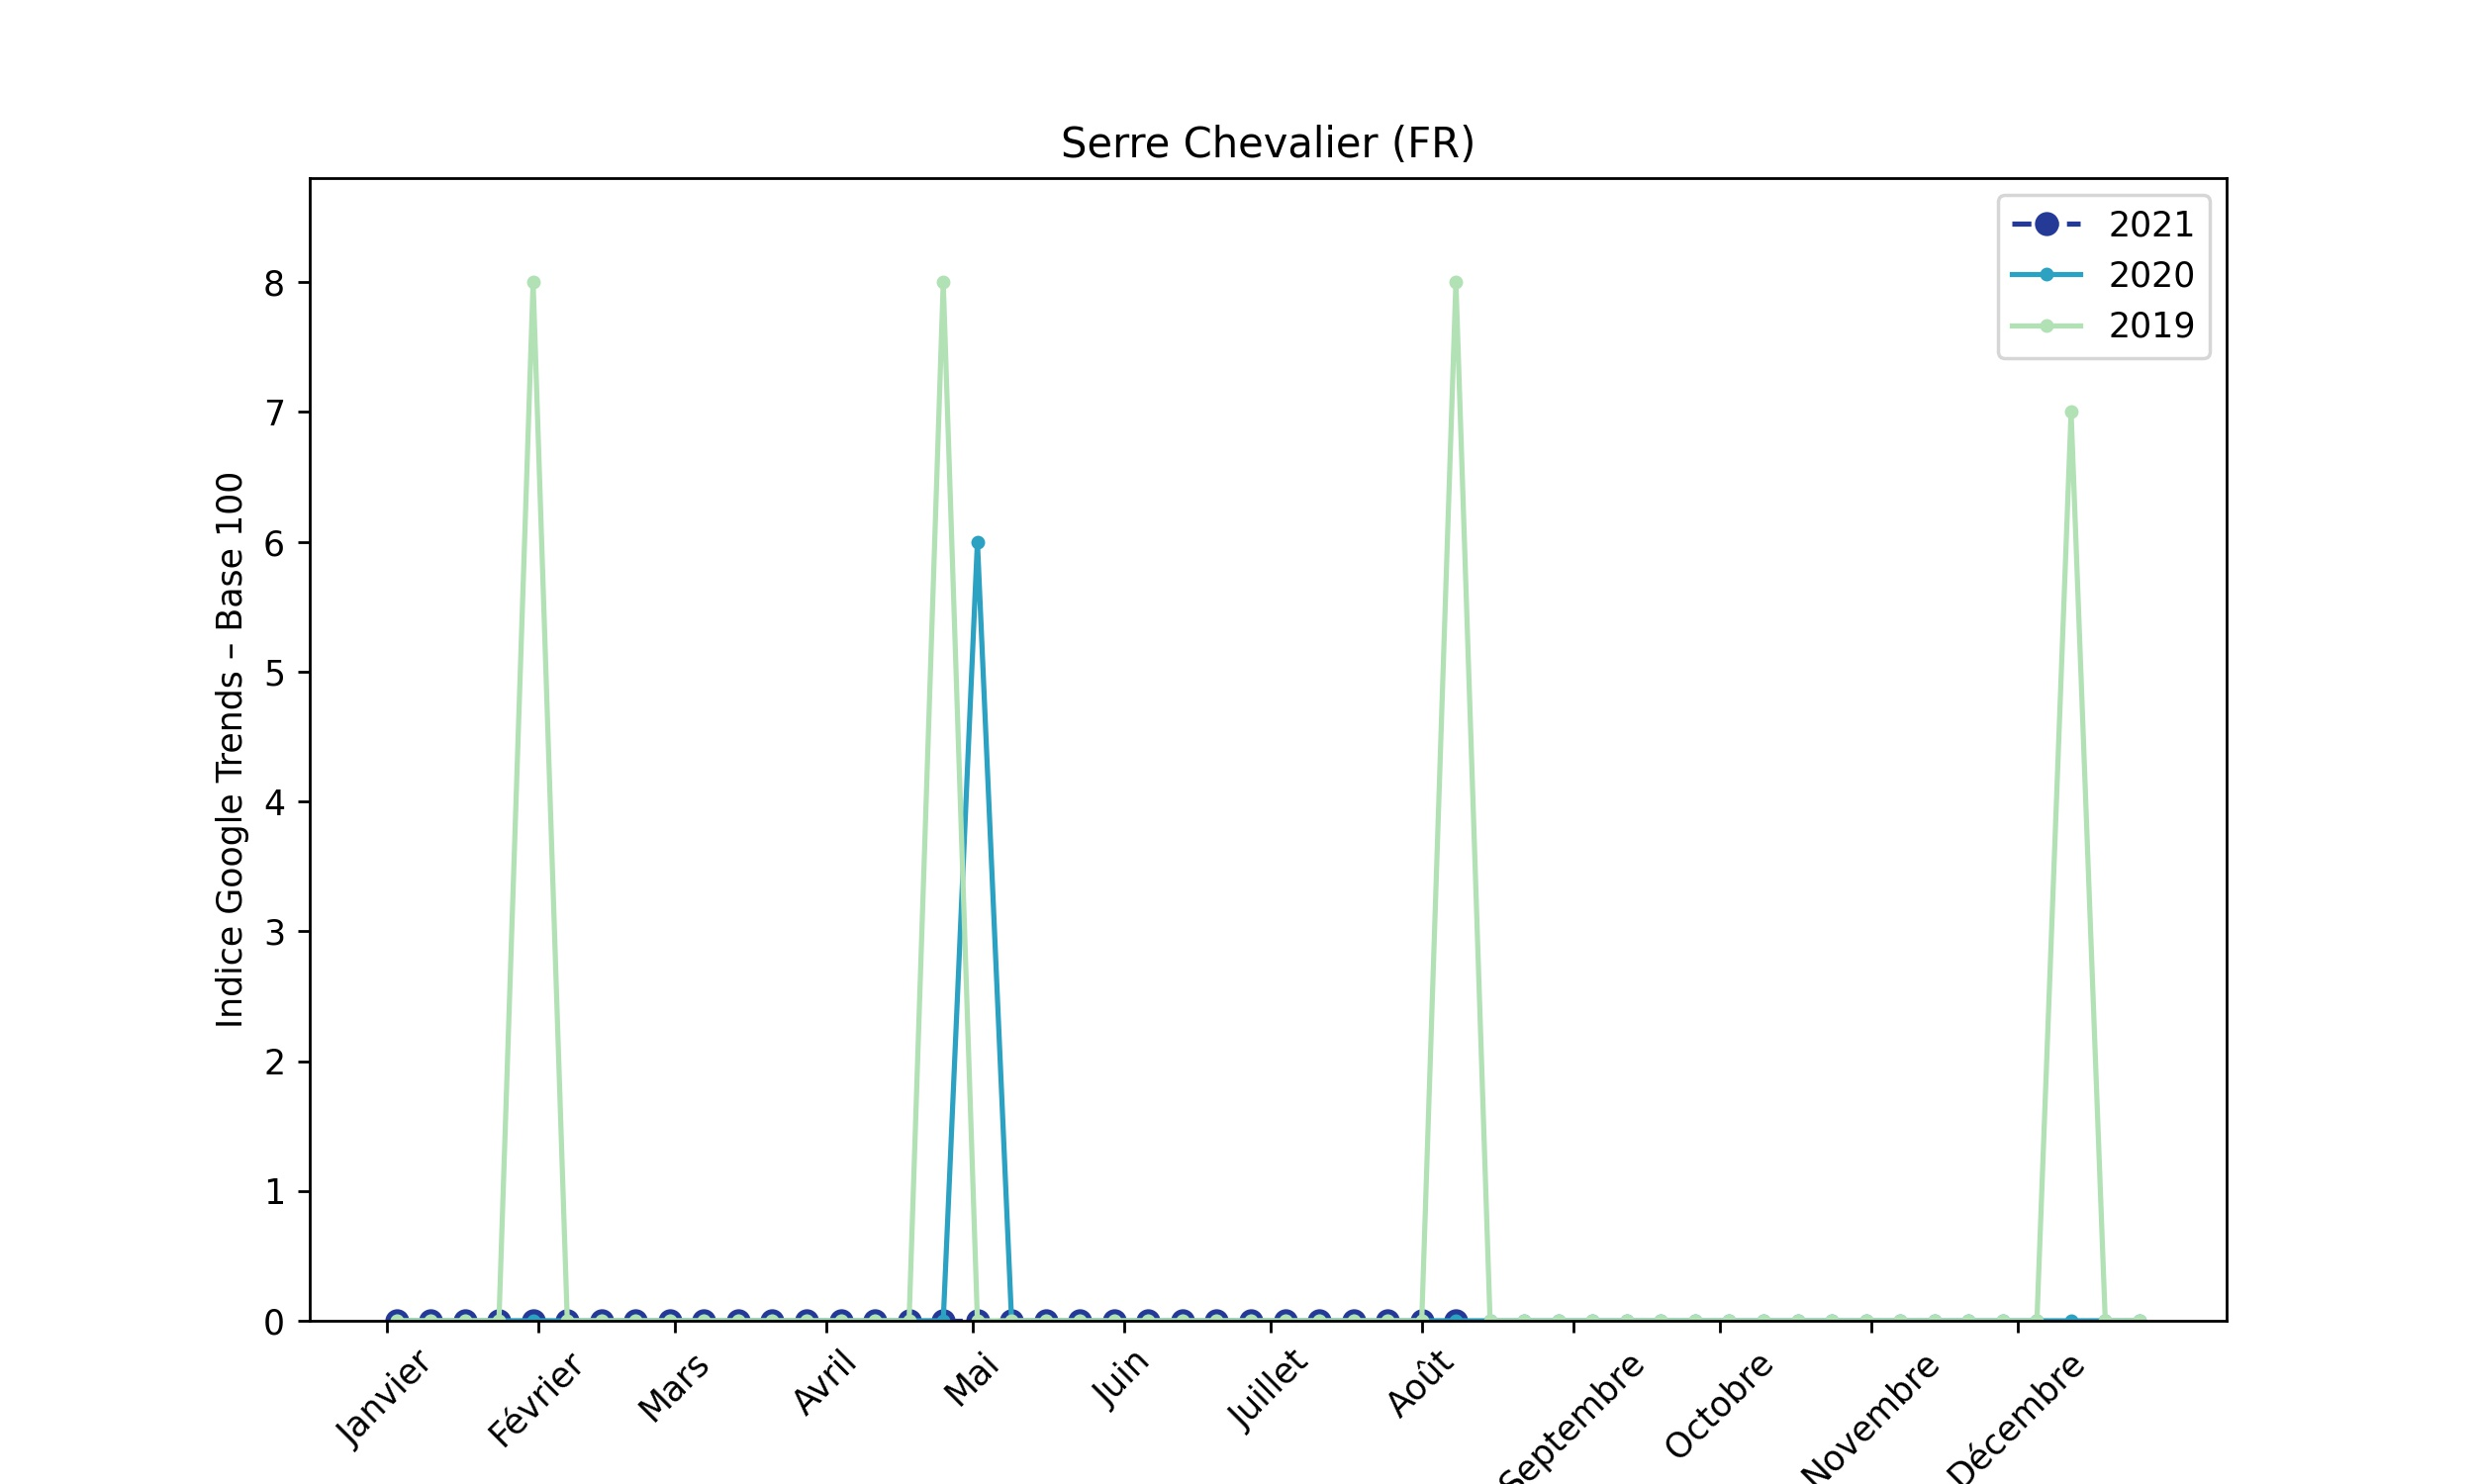 Serre Chevalier (FR)
2021
2020
2019
8
7
6
5
4
3
2
1
0
Indice Google Trends – Base 100
Janvier
Février
Mars
Avril
Mai
Juin
Juillet
Août
Septembre
Octobre
Novembre
Décembre